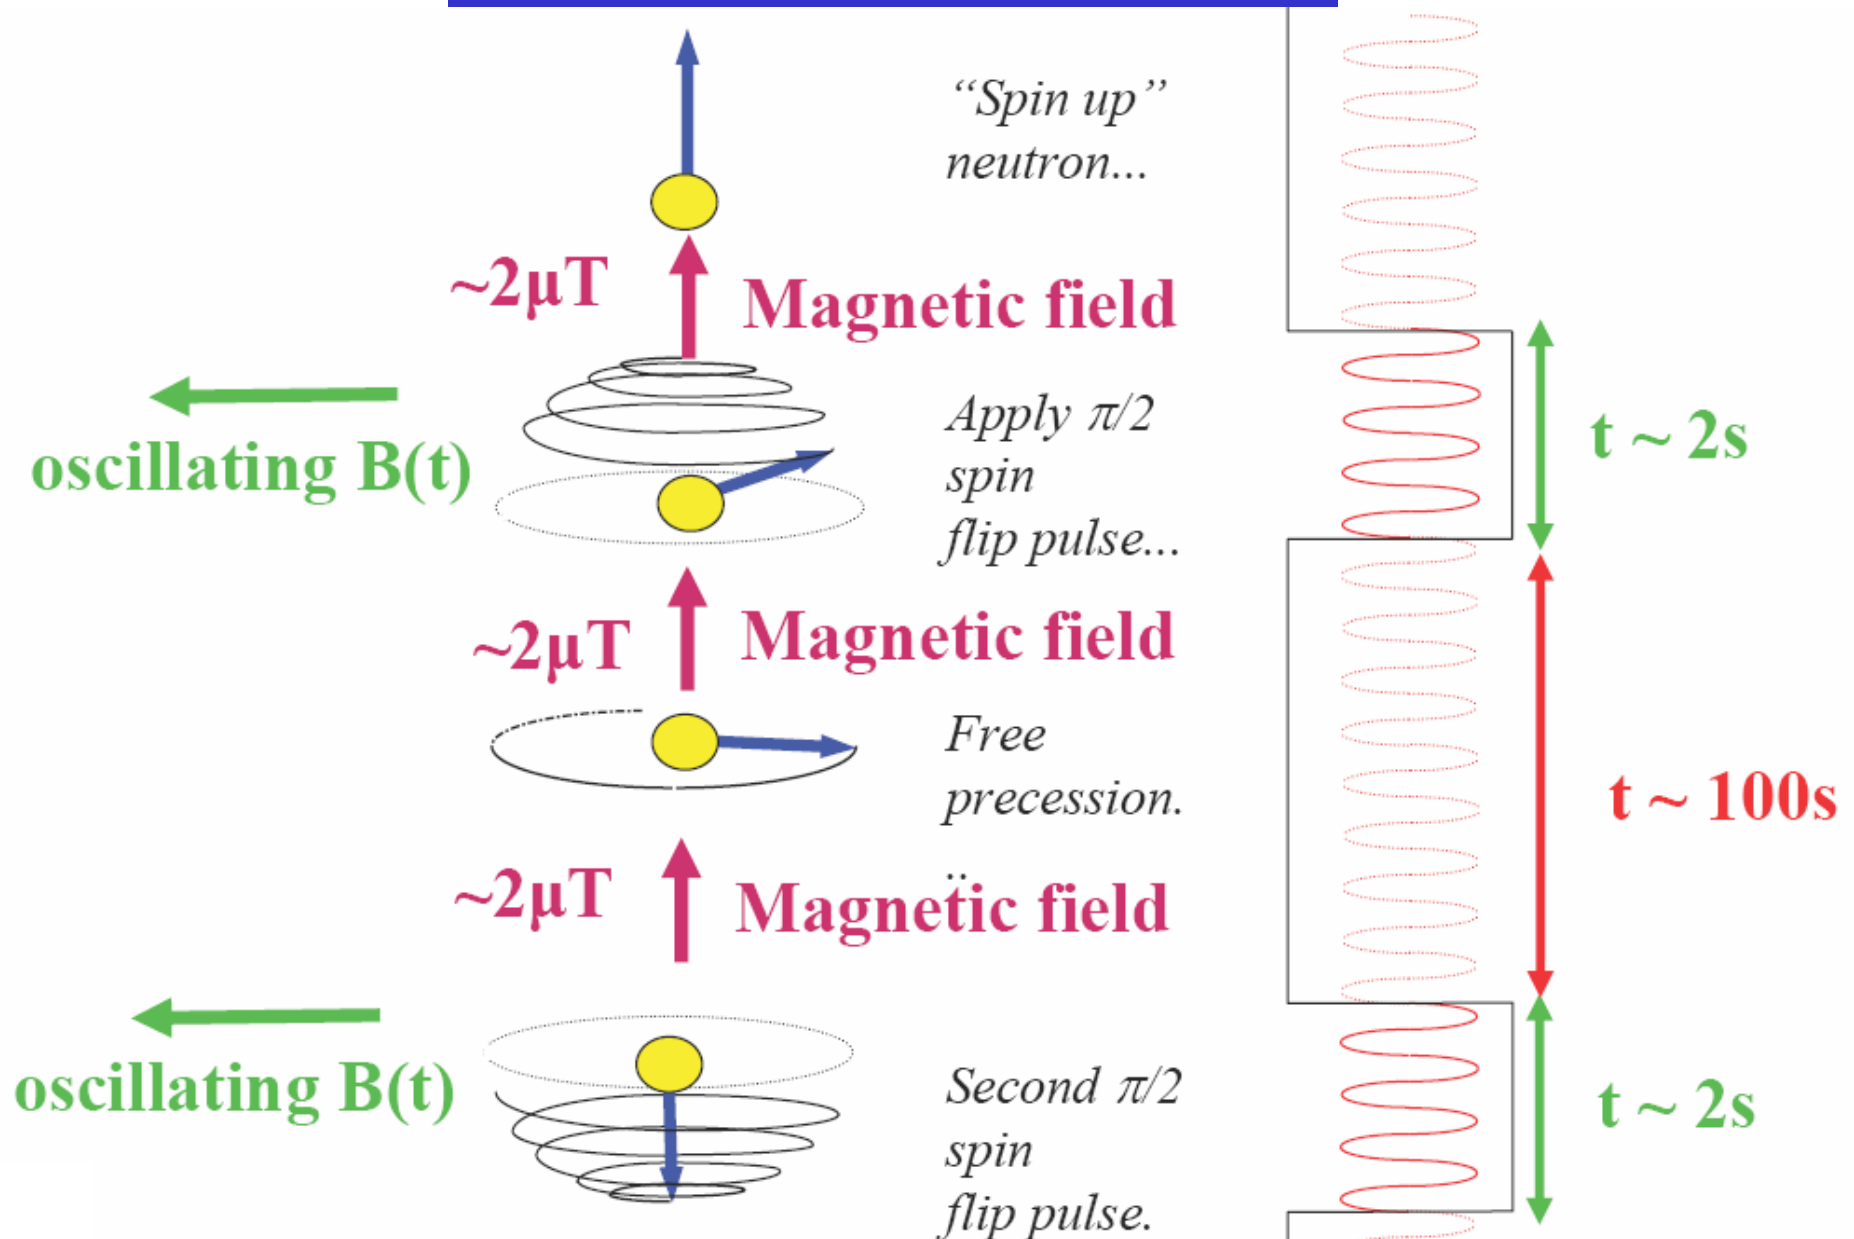 “Spin up”
neutron...
~2μT
Magnetic field
oscillating B(t)
Apply π/2
spin
flip pulse...
t ~ 2s
~2μT
Magnetic field
Free
precession.
..
t ~ 100s
~2μT
Magnetic field
oscillating B(t)
Second π/2
spin
flip pulse.
t ~ 2s